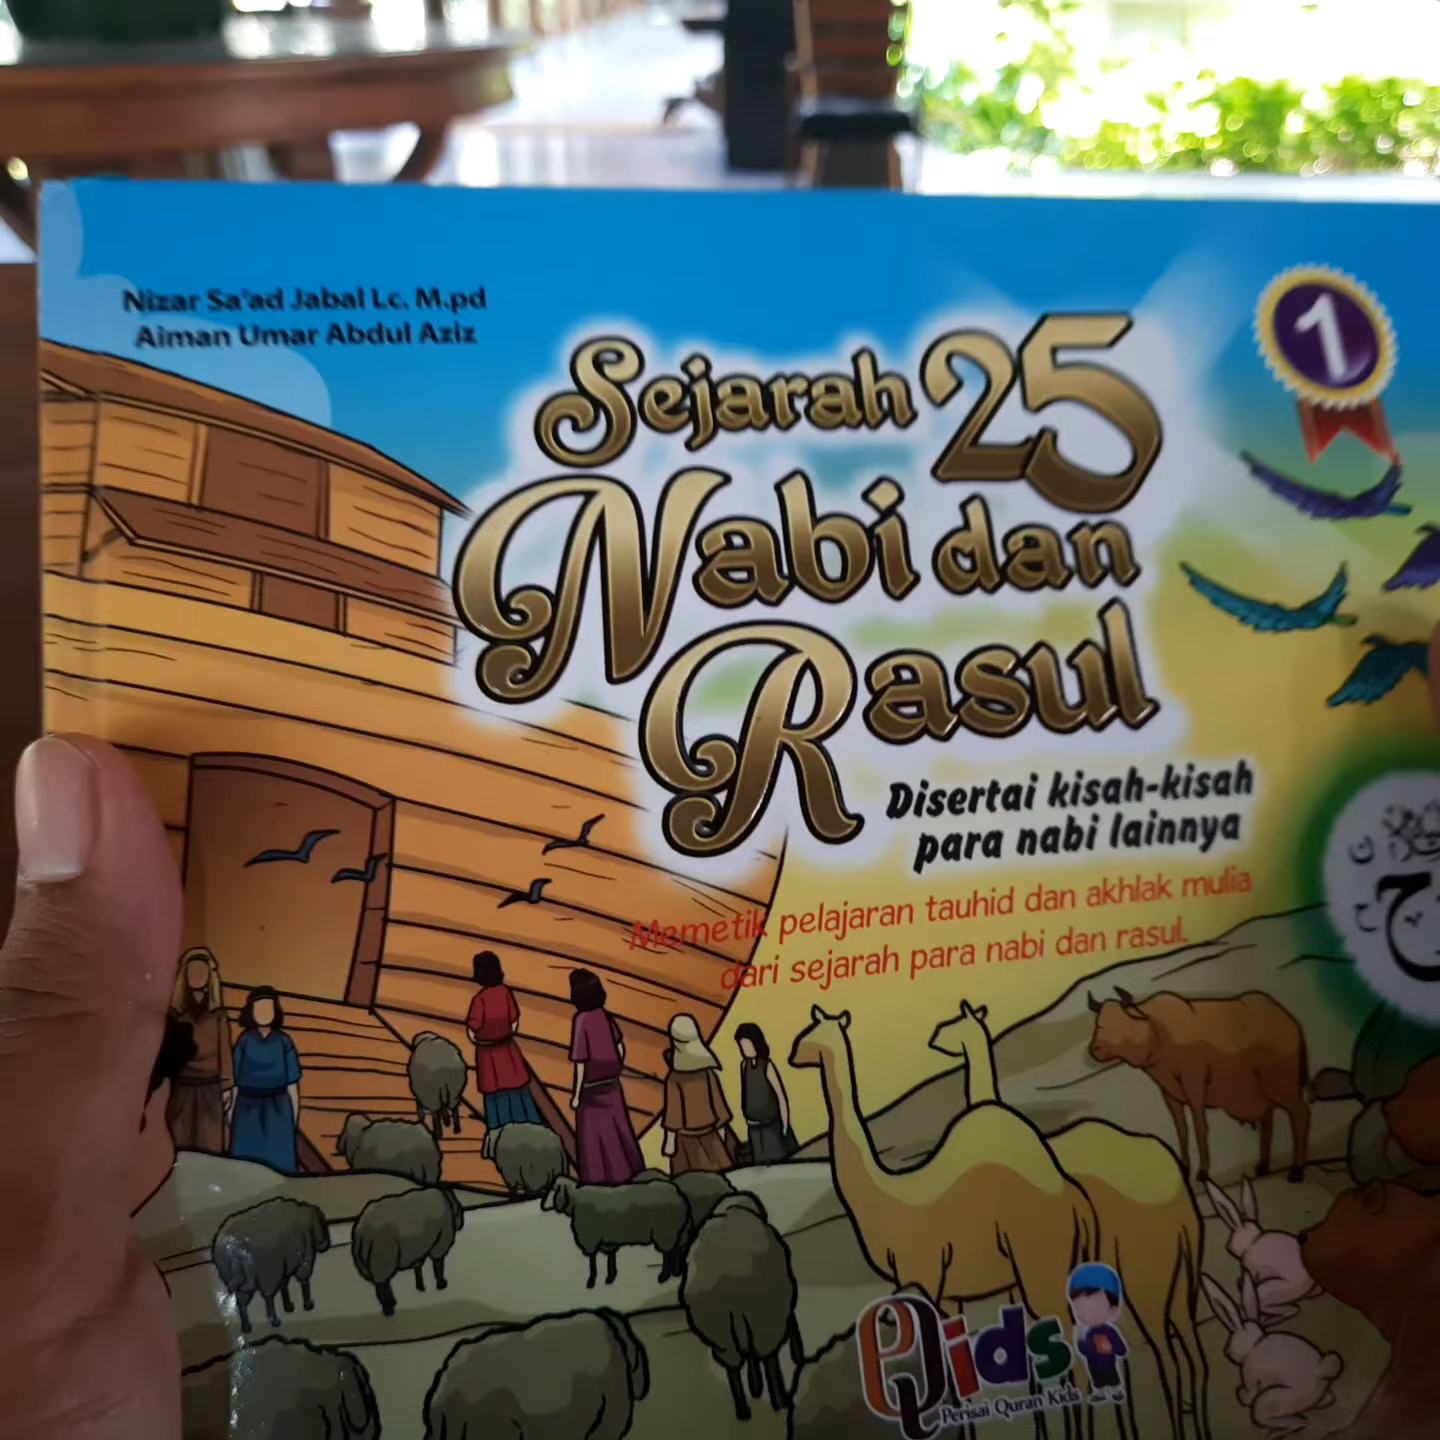 Nizar Sa'ad Jabal Lc. M.pd
Aiman Umar Abdul Aziz
1
Sejarah 25
Nabi dan
Rasul
Disertai kisah-kisah
para nabi lainnya
Memetik pelajaran tauhid dan akhlak mulia
dari sejarah para nabi dan rasul.
PQids
Perisai Quran Kids